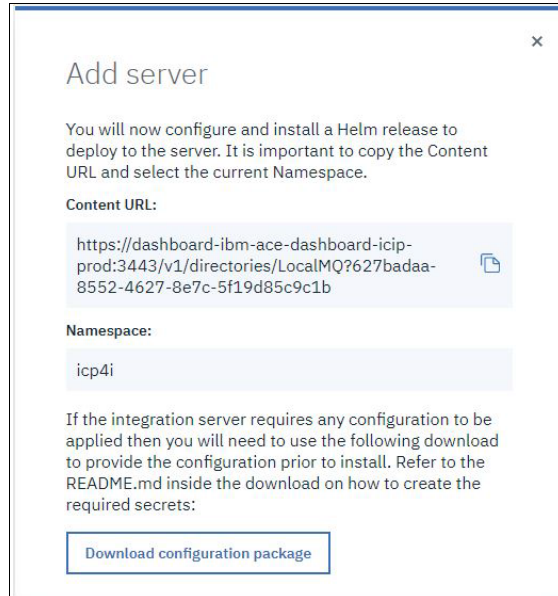 Add server
You will now configure and install a Helm release to
deploy to the server. It is important to copy the Content
URL and select the current Namespace.
Content URL:
https://dashboard-ibm-ace-dashboard-icip-
prod:3443/v1/directories/LocalMQ?627badaa-
8552-4627-8e7c-5f19d85c9c1b
Namespace:
icp4i
If the integration server requires any configuration to be
applied then you will need to use the following download
to provide the configuration prior to install. Refer to the
README.md inside the download on how to create the
required secrets:
Download configuration package